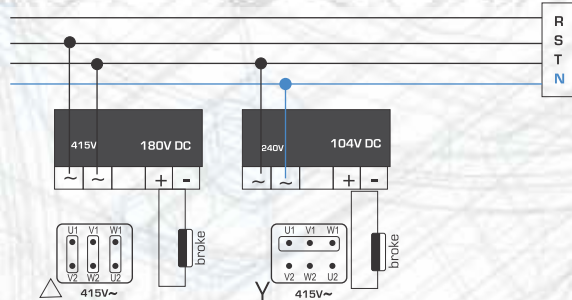 R
S
T
N
415V 180V DC
~ ~ + -
240V 104V DC
~ ~ + -
U1 V1 W1
V2 W2 U2
415V~
broke
U1 V1 W1
V2 W2 U2
Y 415V~
broke